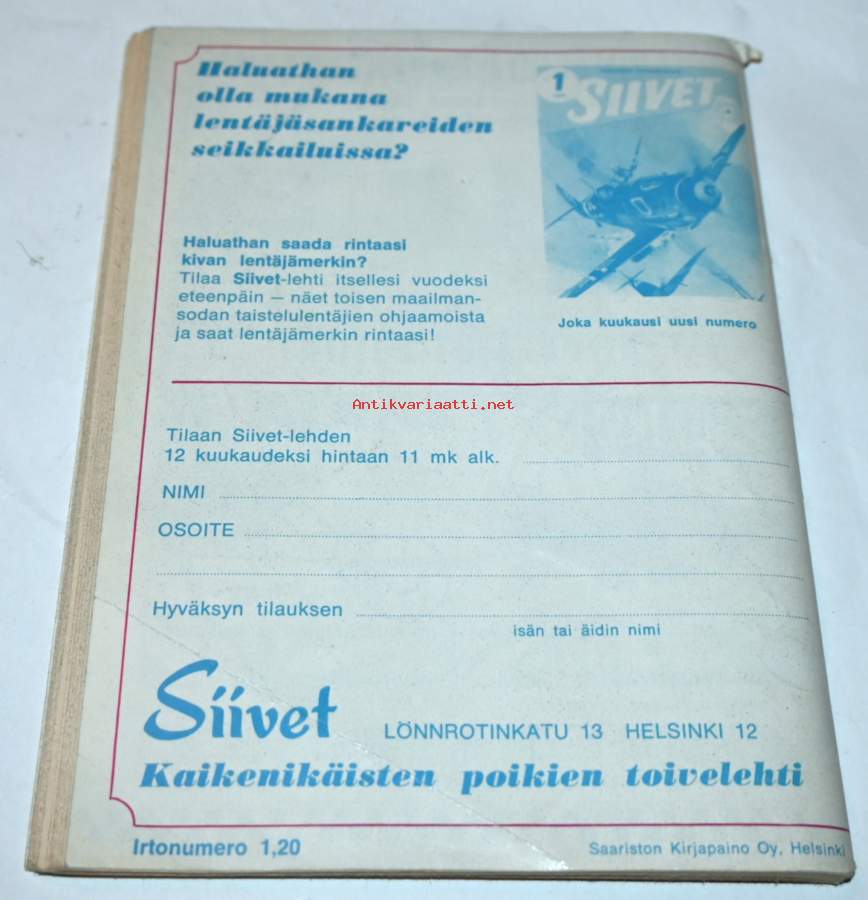 Haluathan
olla mukana
lentäjäsankareiden
seikkailuissa?
1
SIIVET
Haluathan saada rintaasi
kivan lentäjämerkin?
Tilaa Siivet-lehti itsellesi vuodeksi
eteenpäin — näet toisen maailman-
sodan taistelulentäjien ohjaamoista
ja saat lentäjämerkin rintaasi!
Joka kuukausi uusi numero
Antikvariaatti.net
Tilaan Siivet-lehden
12 kuukaudeksi hintaan 11 mk alk.
NIMI
OSOITE
Hyväksyn tilauksen
isän tai äidin nimi
Siivet LÖNNROTINKATU 13 HELSINKI 12
Kaikenikäisten poikien toivelehti
Irtonumero 1,20 Saariston Kirjapaino Oy, Helsinki